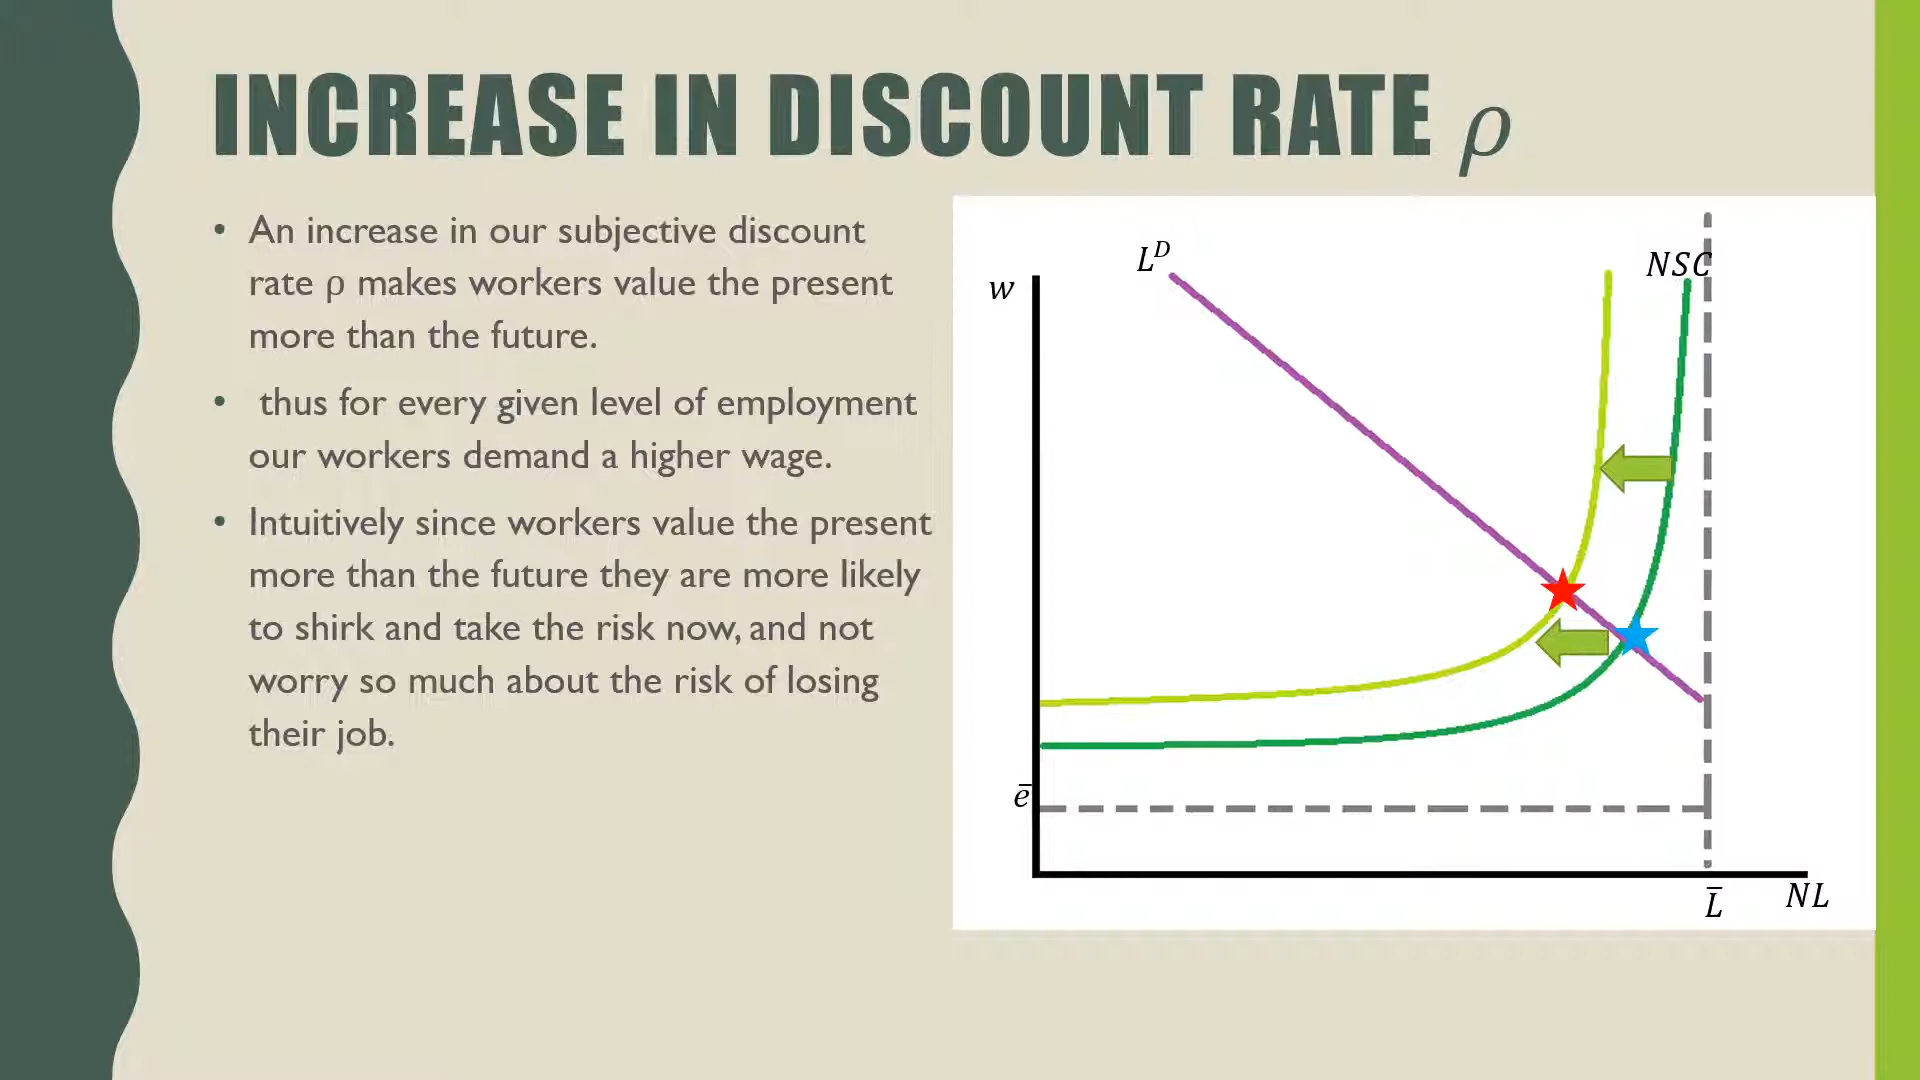 INCREASE IN DISCOUNT RATE ρ
• An increase in our subjective discount
rate ρ makes workers value the present
more than the future.
• thus for every given level of employment
our workers demand a higher wage.
• Intuitively since workers value the present
more than the future they are more likely
to shirk and take the risk now, and not
worry so much about the risk of losing
their job.
L^D
NSC
w
e̅
L̅
NL